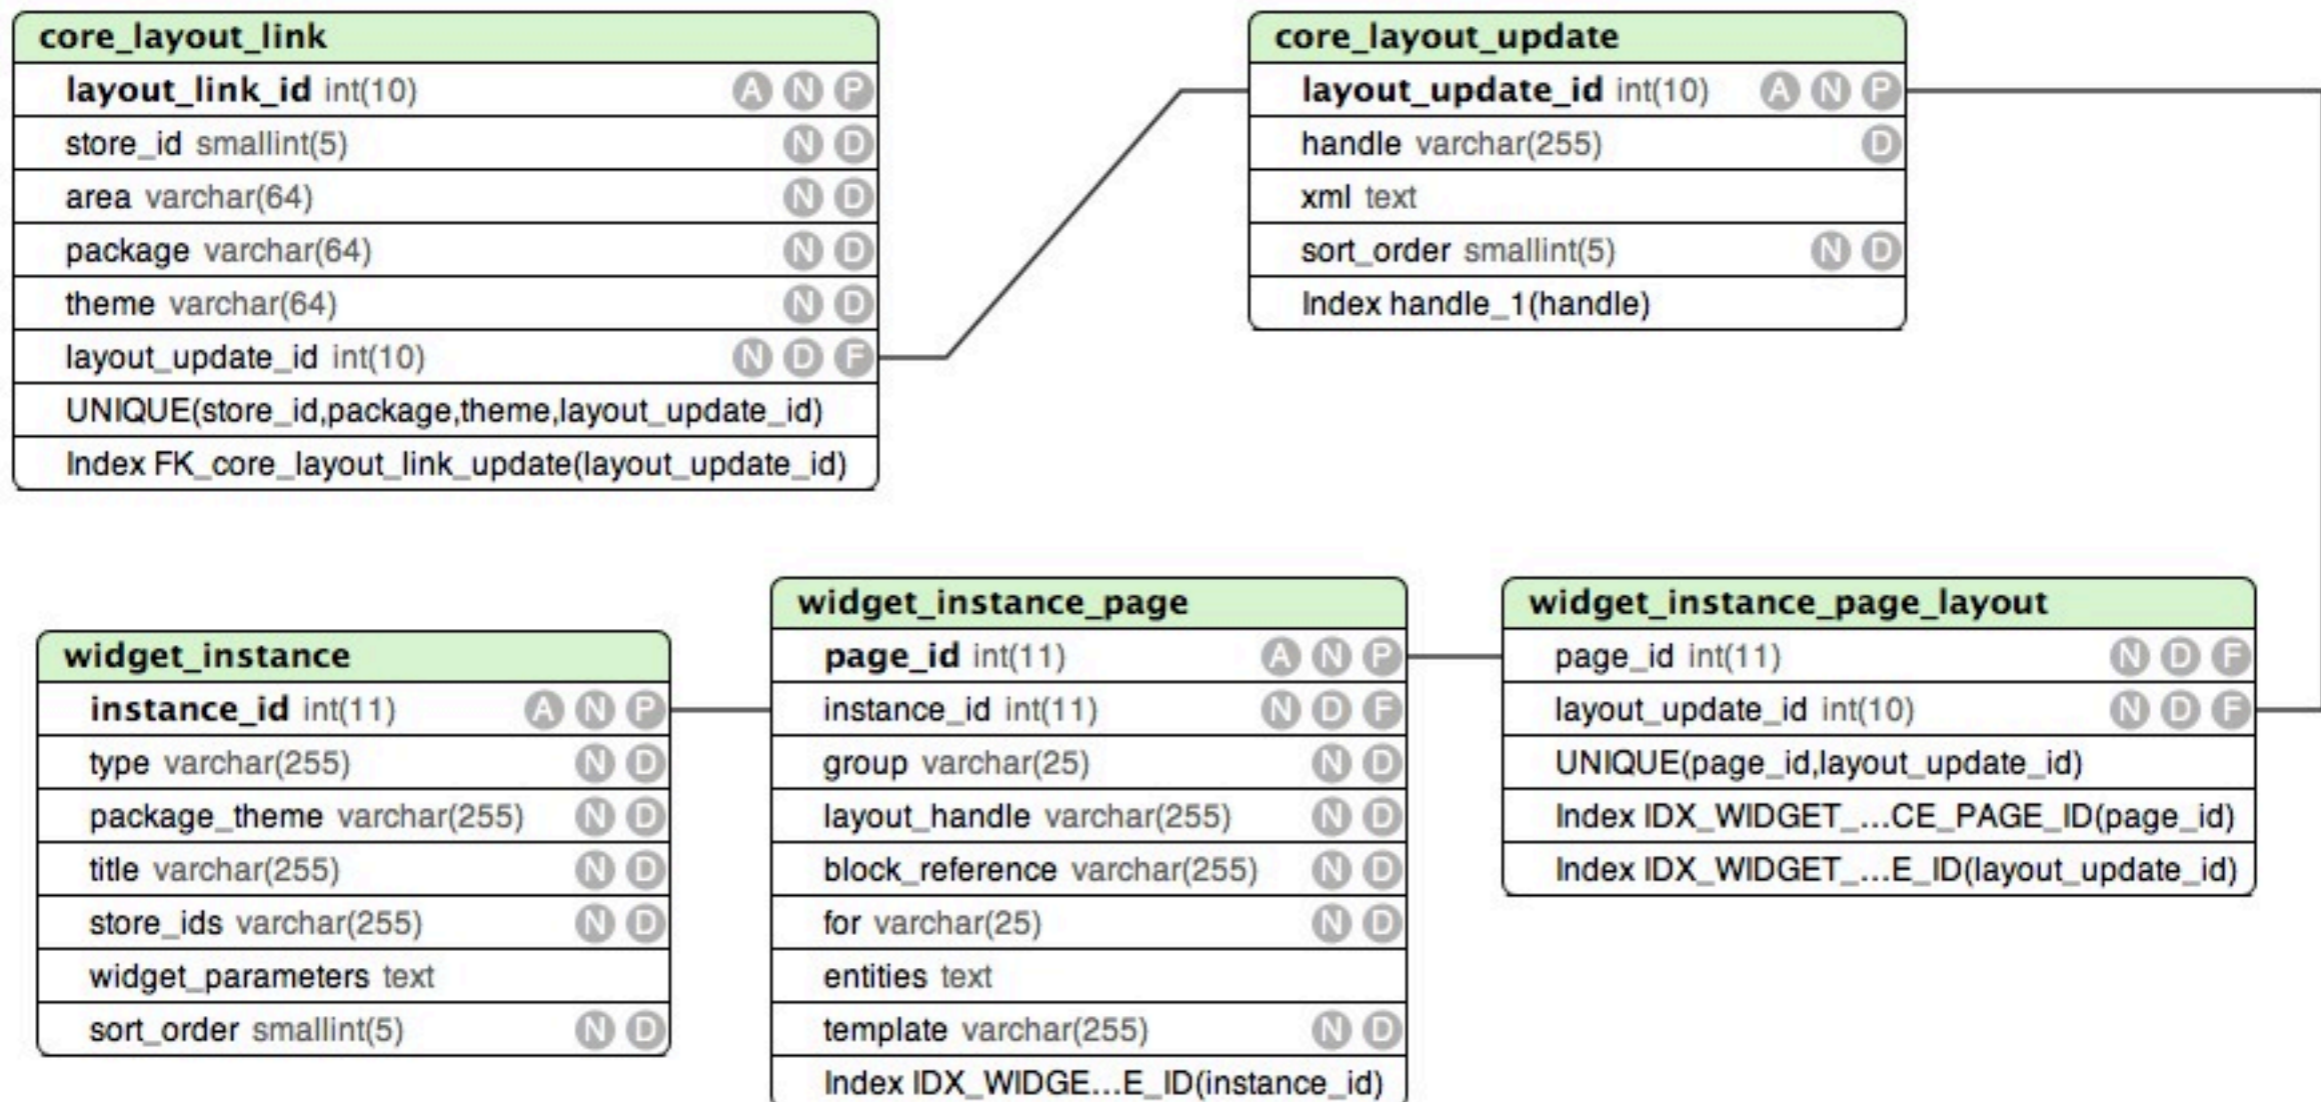 core_layout_link
layout_link_id int(10) A N P
store_id smallint(5) N D
area varchar(64) N D
package varchar(64) N D
theme varchar(64) N D
layout_update_id int(10) N D F
UNIQUE(store_id,package,theme,layout_update_id)
Index FK_core_layout_link_update(layout_update_id)
core_layout_update
layout_update_id int(10) A N P
handle varchar(255) D
xml text
sort_order smallint(5) N D
Index handle_1(handle)
widget_instance
instance_id int(11) A N P
type varchar(255) N D
package_theme varchar(255) N D
title varchar(255) N D
store_ids varchar(255) N D
widget_parameters text
sort_order smallint(5) N D
widget_instance_page
page_id int(11) A N P
instance_id int(11) N D F
group varchar(25) N D
layout_handle varchar(255) N D
block_reference varchar(255) N D
for varchar(25) N D
entities text
template varchar(255) N D
Index IDX_WIDGE...E_ID(instance_id)
widget_instance_page_layout
page_id int(11) N D F
layout_update_id int(10) N D F
UNIQUE(page_id,layout_update_id)
Index IDX_WIDGET_...CE_PAGE_ID(page_id)
Index IDX_WIDGET_...E_ID(layout_update_id)